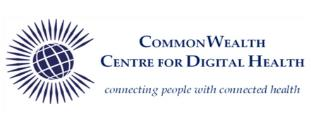 COMMONWEALTH
CENTRE FOR DIGITAL HEALTH
connecting people with connected health